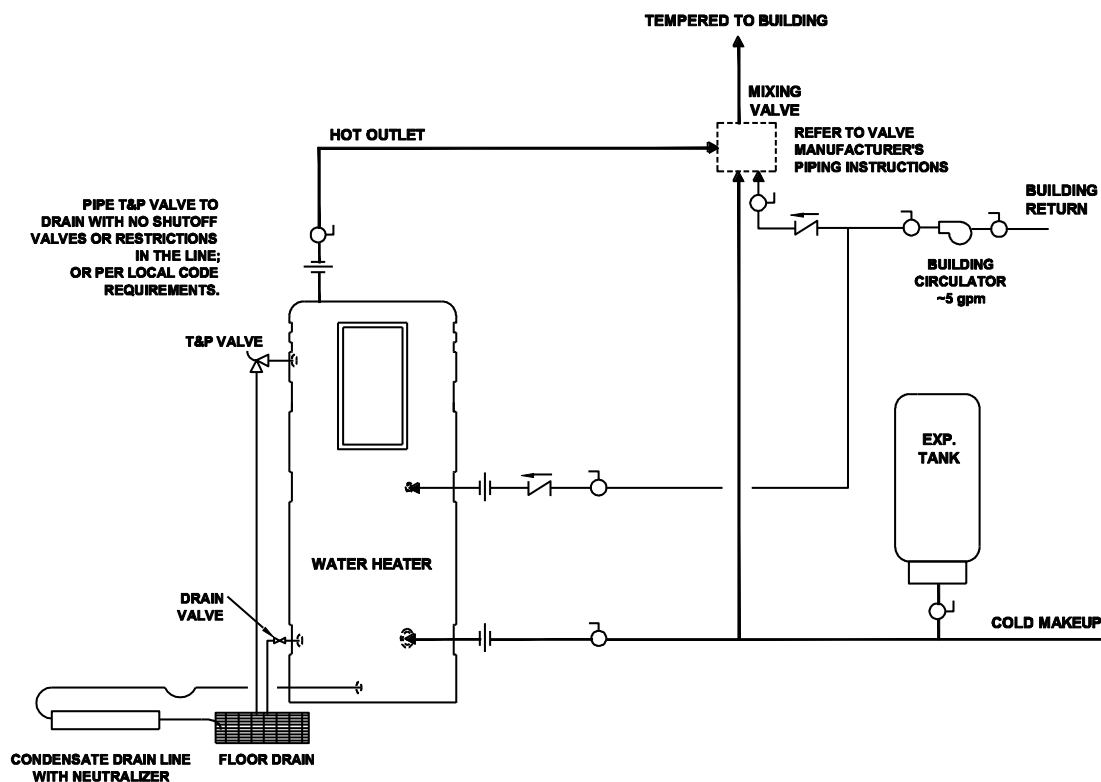 TEMPERED TO BUILDING
MIXING
VALVE
HOT OUTLET
REFER TO VALVE
MANUFACTURER'S
PIPING INSTRUCTIONS
PIPE T&P VALVE TO
DRAIN WITH NO SHUTOFF
VALVES OR RESTRICTIONS
IN THE LINE;
OR PER LOCAL CODE
REQUIREMENTS.
BUILDING
RETURN
BUILDING
CIRCULATOR
~5 gpm
T&P VALVE
EXP.
TANK
WATER HEATER
DRAIN
VALVE
COLD MAKEUP
CONDENSATE DRAIN LINE
WITH NEUTRALIZER
FLOOR DRAIN